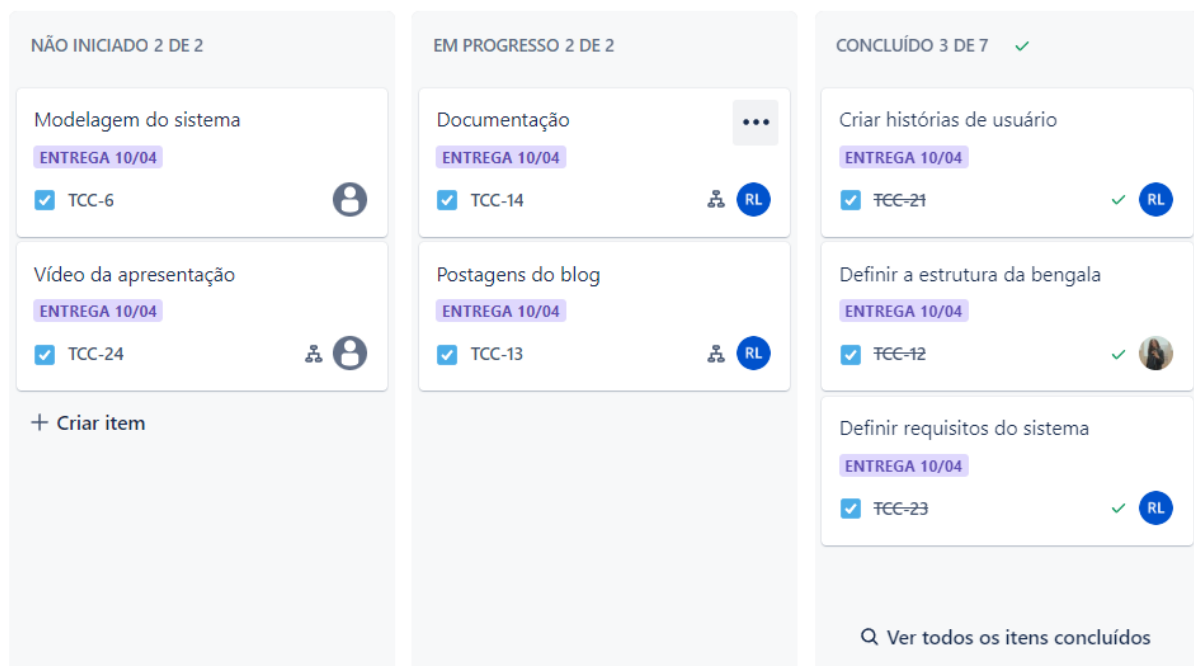 NÃO INICIADO 2 DE 2
Modelagem do sistema
ENTREGA 10/04
TCC-6
Vídeo da apresentação
ENTREGA 10/04
TCC-24
+ Criar item
EM PROGRESSO 2 DE 2
Documentação
ENTREGA 10/04
TCC-14
RL
Postagens do blog
ENTREGA 10/04
TCC-13
RL
CONCLUÍDO 3 DE 7
Criar histórias de usuário
ENTREGA 10/04
TCC-21
RL
Definir a estrutura da bengala
ENTREGA 10/04
TCC-12
Definir requisitos do sistema
ENTREGA 10/04
TCC-23
RL
Ver todos os itens concluídos